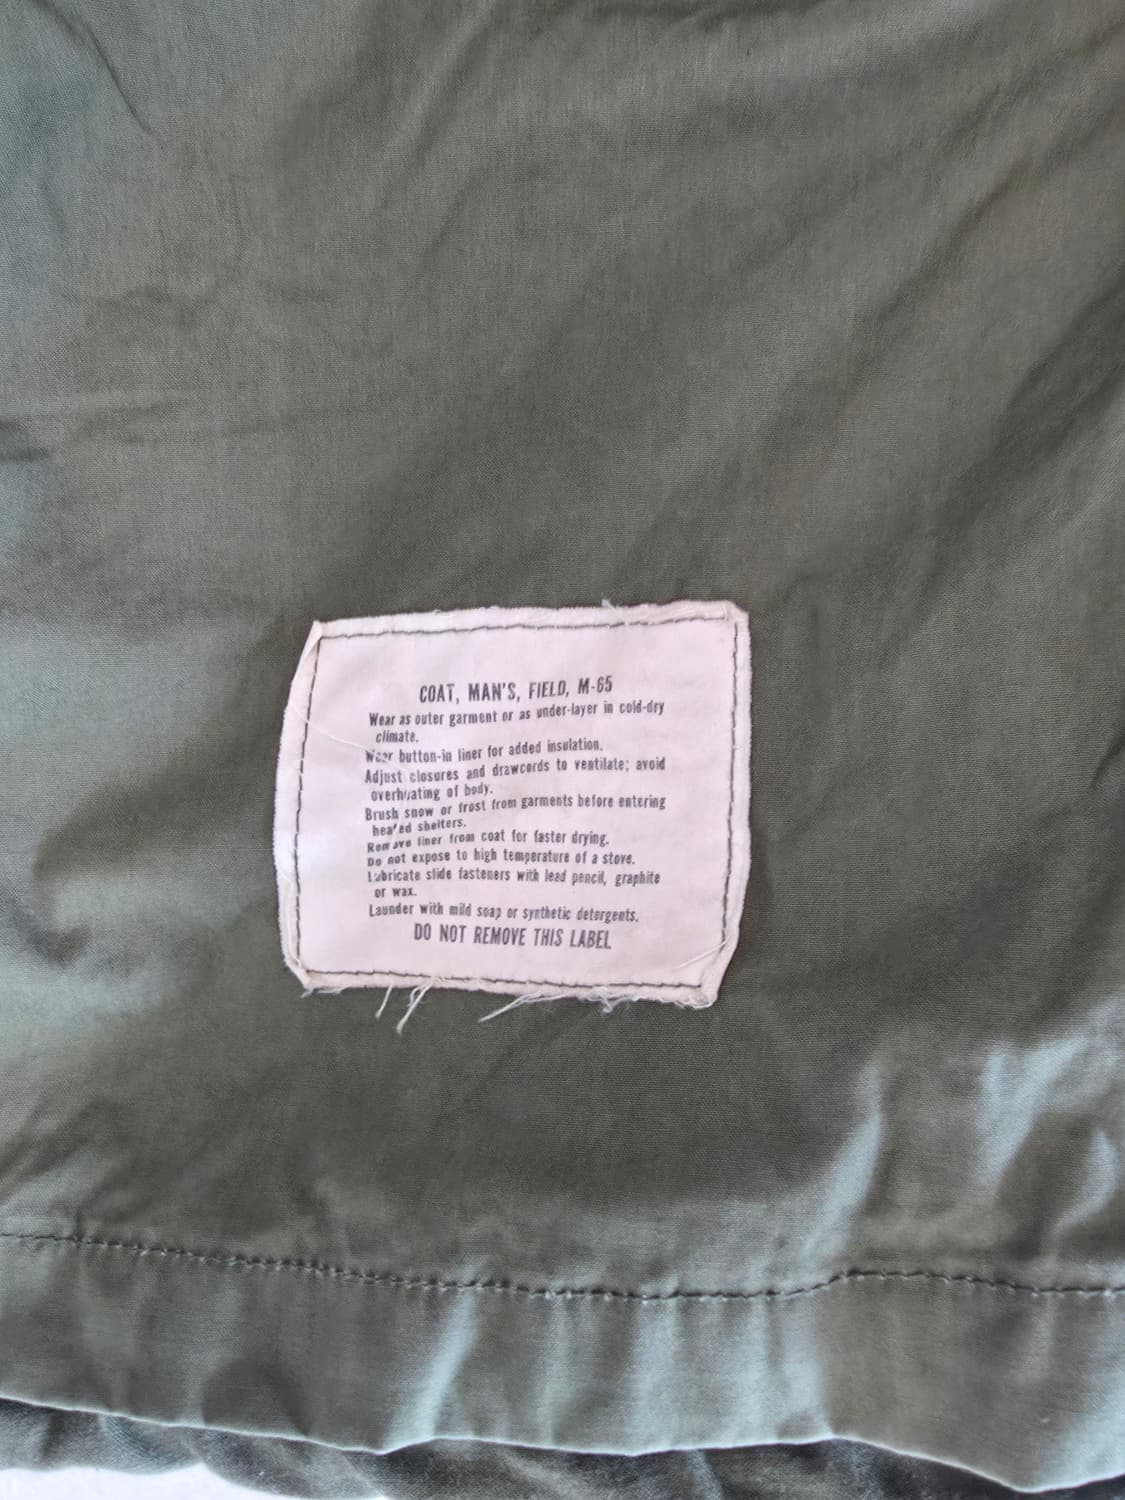 COAT, MAN'S, FIELD, M-65
Wear as outer garment or as under-layer in cold-dry
climate.
Wear button-in liner for added insulation.
Adjust closures and drawcords to ventilate; avoid
overheating of body.
Brush snow or frost from garments before entering
heated shelters.
Remove liner from coat for faster drying.
Do not expose to high temperature of a stove.
Lubricate slide fasteners with lead pencil, graphite
or wax.
Launder with mild soap or synthetic detergents.
DO NOT REMOVE THIS LABEL